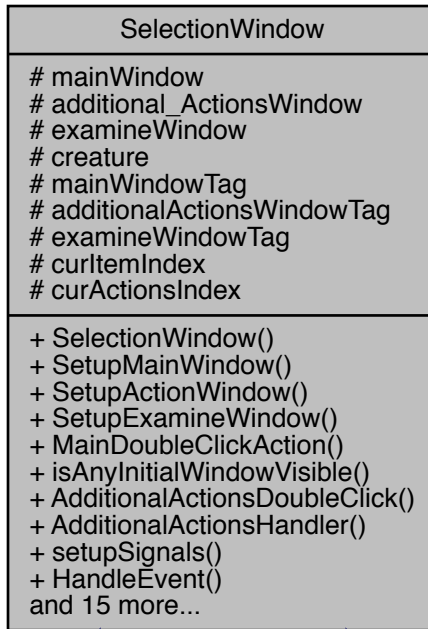 SelectionWindow
# mainWindow
# additional_ActionsWindow
# examineWindow
# creature
# mainWindowTag
# additionalActionsWindowTag
# examineWindowTag
# curItemIndex
# curActionsIndex
+ SelectionWindow()
+ SetupMainWindow()
+ SetupActionWindow()
+ SetupExamineWindow()
+ MainDoubleClickAction()
+ isAnyInitialWindowVisible()
+ AdditionalActionsDoubleClick()
+ AdditionalActionsHandler()
+ setupSignals()
+ HandleEvent()
and 15 more...